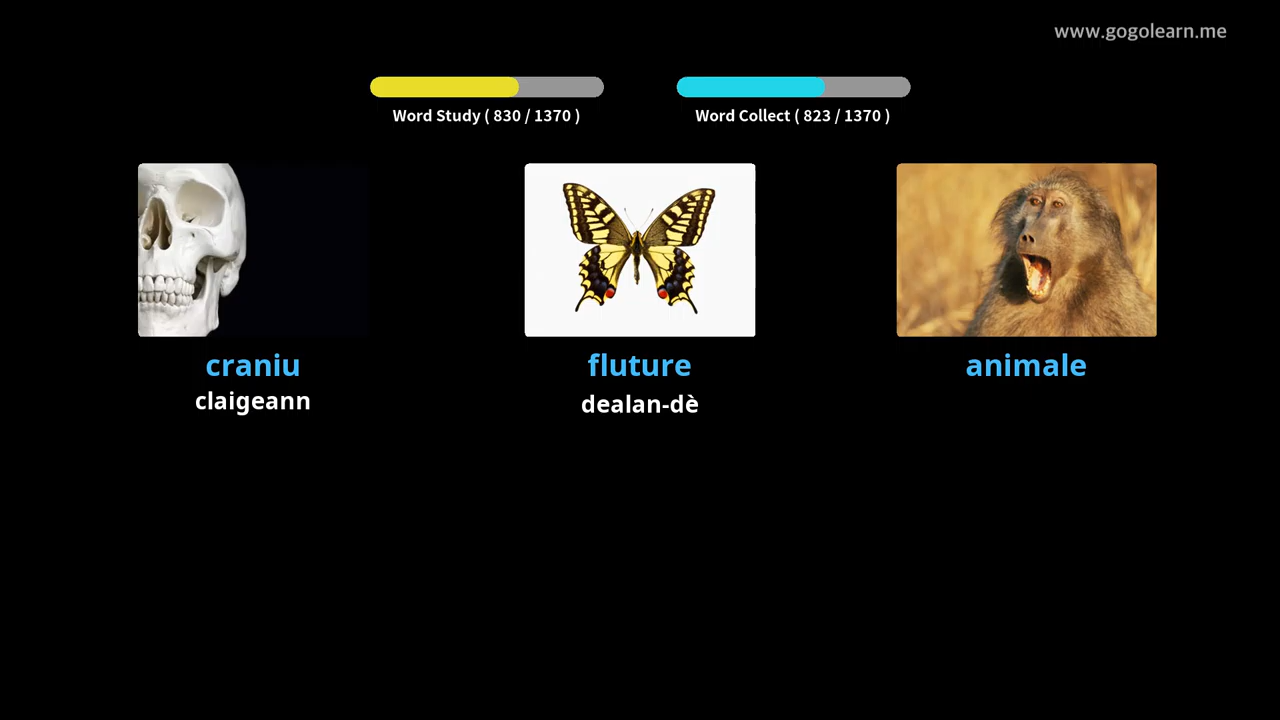 www.gogolearn.me
Word Study ( 830 / 1370 )
Word Collect ( 823 / 1370 )
craniu
fluture
animale
claigeann
dealan-dè